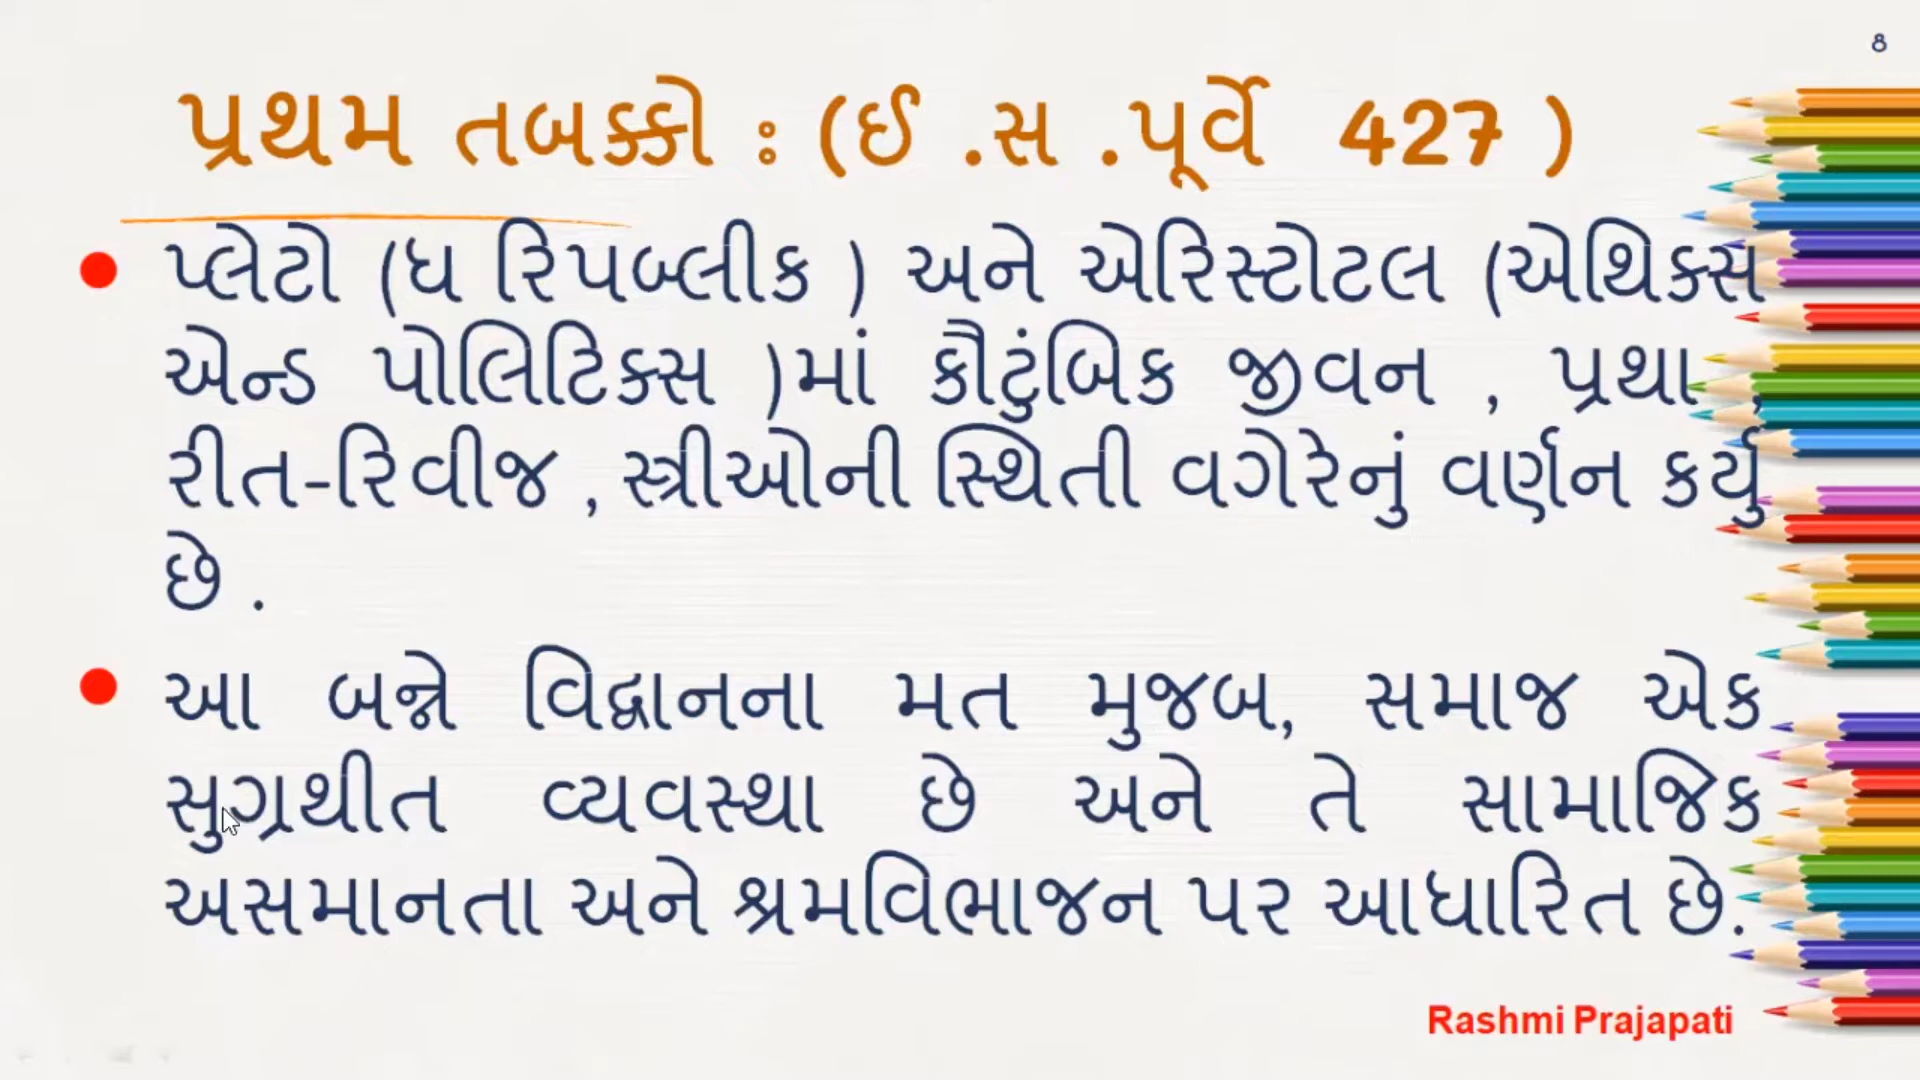 8
પ્રથમ તબક્કો : (ઈ .સ .પૂર્વે 427 )
પ્લેટો (ધ રિપબ્લીક ) અને એરિસ્ટોટલ (એથિક્સ
એન્ડ પોલિટિક્સ )માં કૌટુંબિક જીવન , પ્રથા ,
રીત-રિવીજ , સ્ત્રીઓની સ્થિતી વગેરેનું વર્ણન કર્યું
છે .
આ બન્ને વિદ્વાનના મત મુજબ, સમાજ એક
સુગ્રથીત વ્યવસ્થા છે અને તે સામાજિક
અસમાનતા અને શ્રમવિભાજન પર આધારિત છે.
Rashmi Prajapati